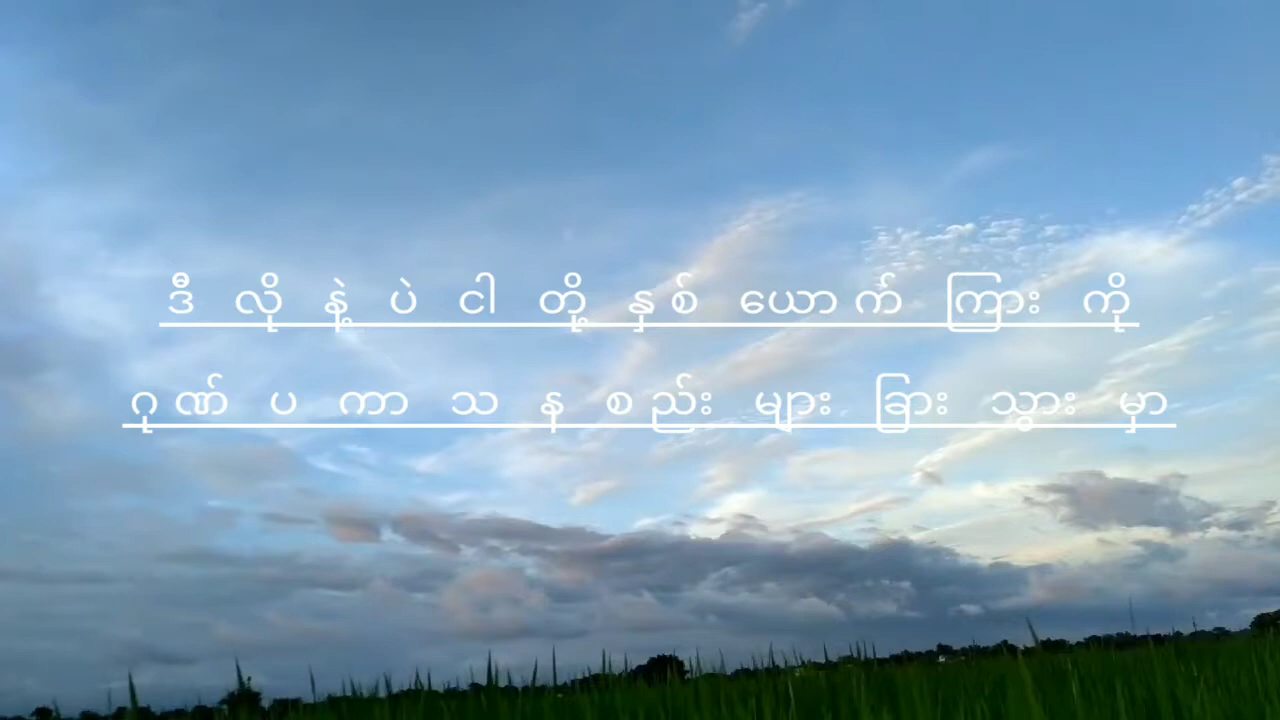 ဒီ လို နဲ့ ပဲ ငါ တို့ နှစ် ယောက် ကြား ကို
ဂုဏ် ပ ကာ သ န စည်း များ ခြား သွား မှာ